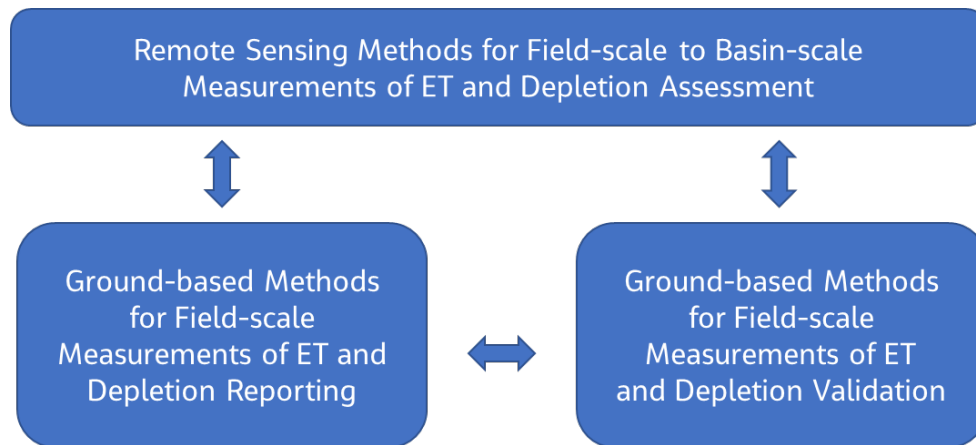 Remote Sensing Methods for Field-scale to Basin-scale
Measurements of ET and Depletion Assessment
Ground-based Methods
for Field-scale
Measurements of ET and
Depletion Reporting
Ground-based Methods
for Field-scale
Measurements of ET
and Depletion Validation